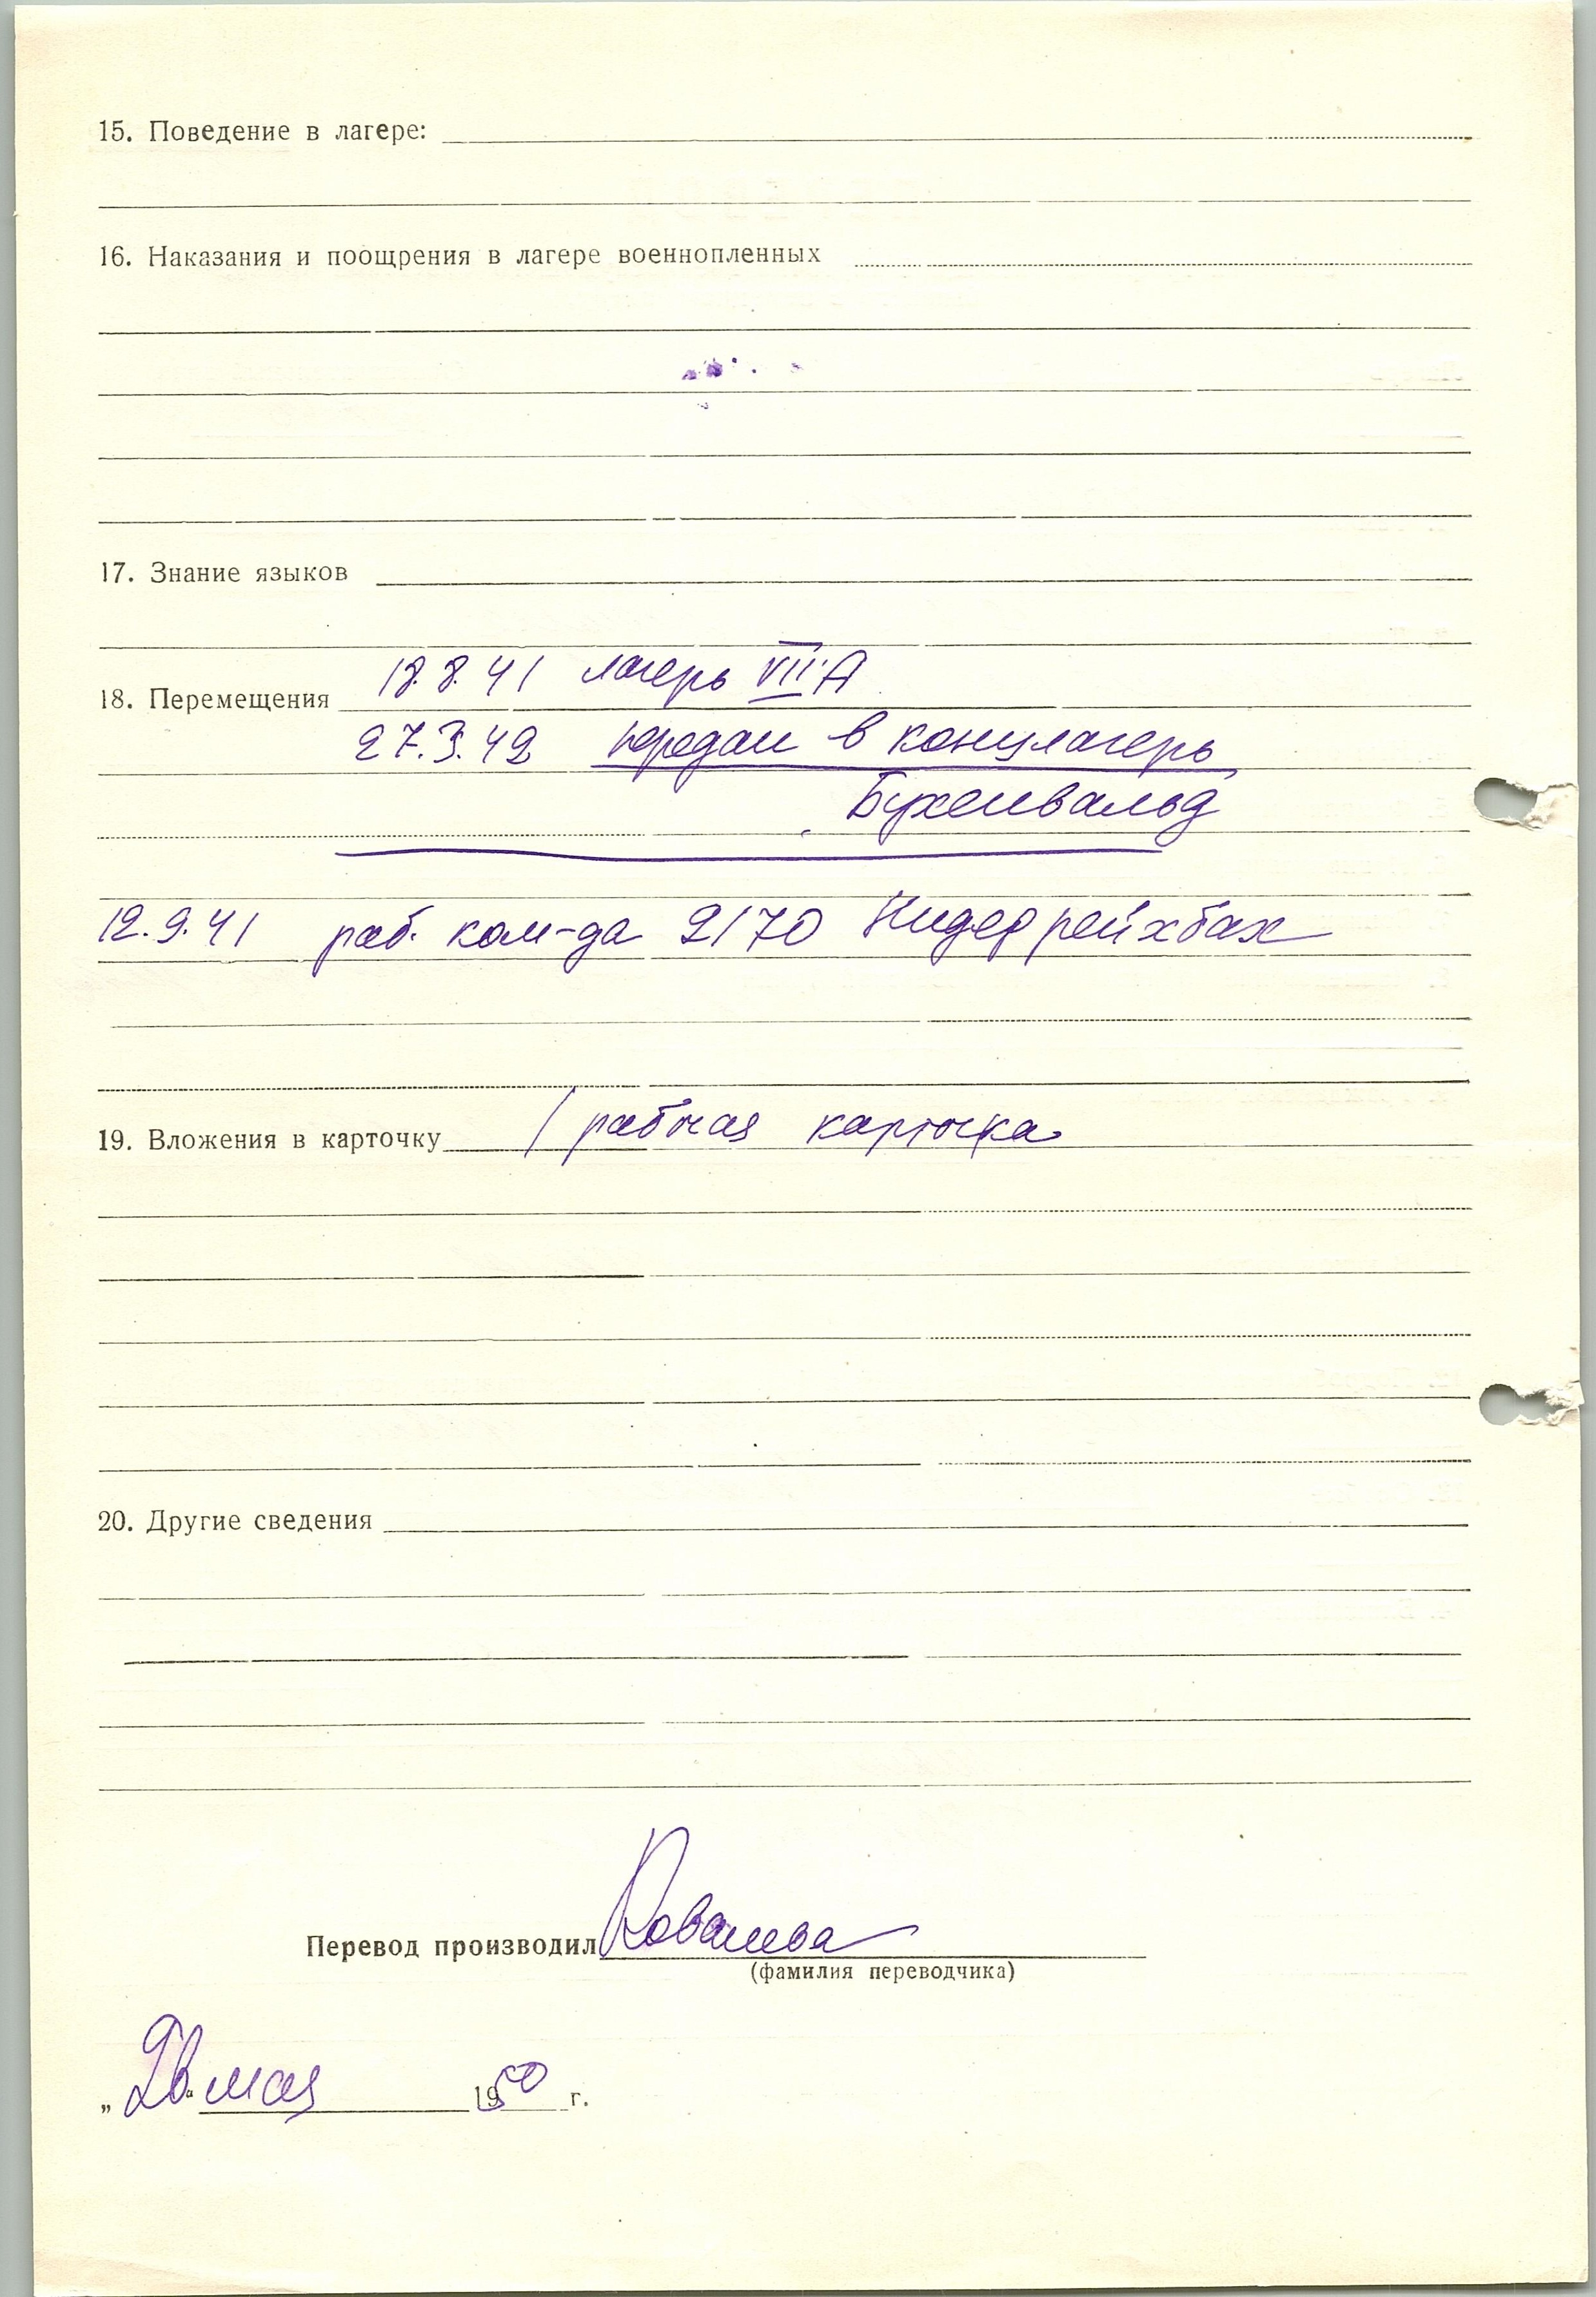 15. Поведение в лагере:
16. Наказания и поощрения в лагере военнопленных
17. Знание языков
18. Перемещения 18.8.41 лагерь VII A
27.3.42 передан в концлагерь
Бухенвальд
12.9.41 раб. ком-да 2170 Нидеррейхбах
19. Вложения в карточку 1 рабочая карточка
20. Другие сведения
Перевод производил Ковалева
(фамилия переводчика)
„26“ мая 1950 г.